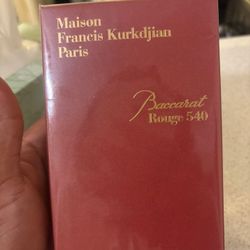 Maison
Francis Kurkdjian
Paris
Baccarat
Rouge 540